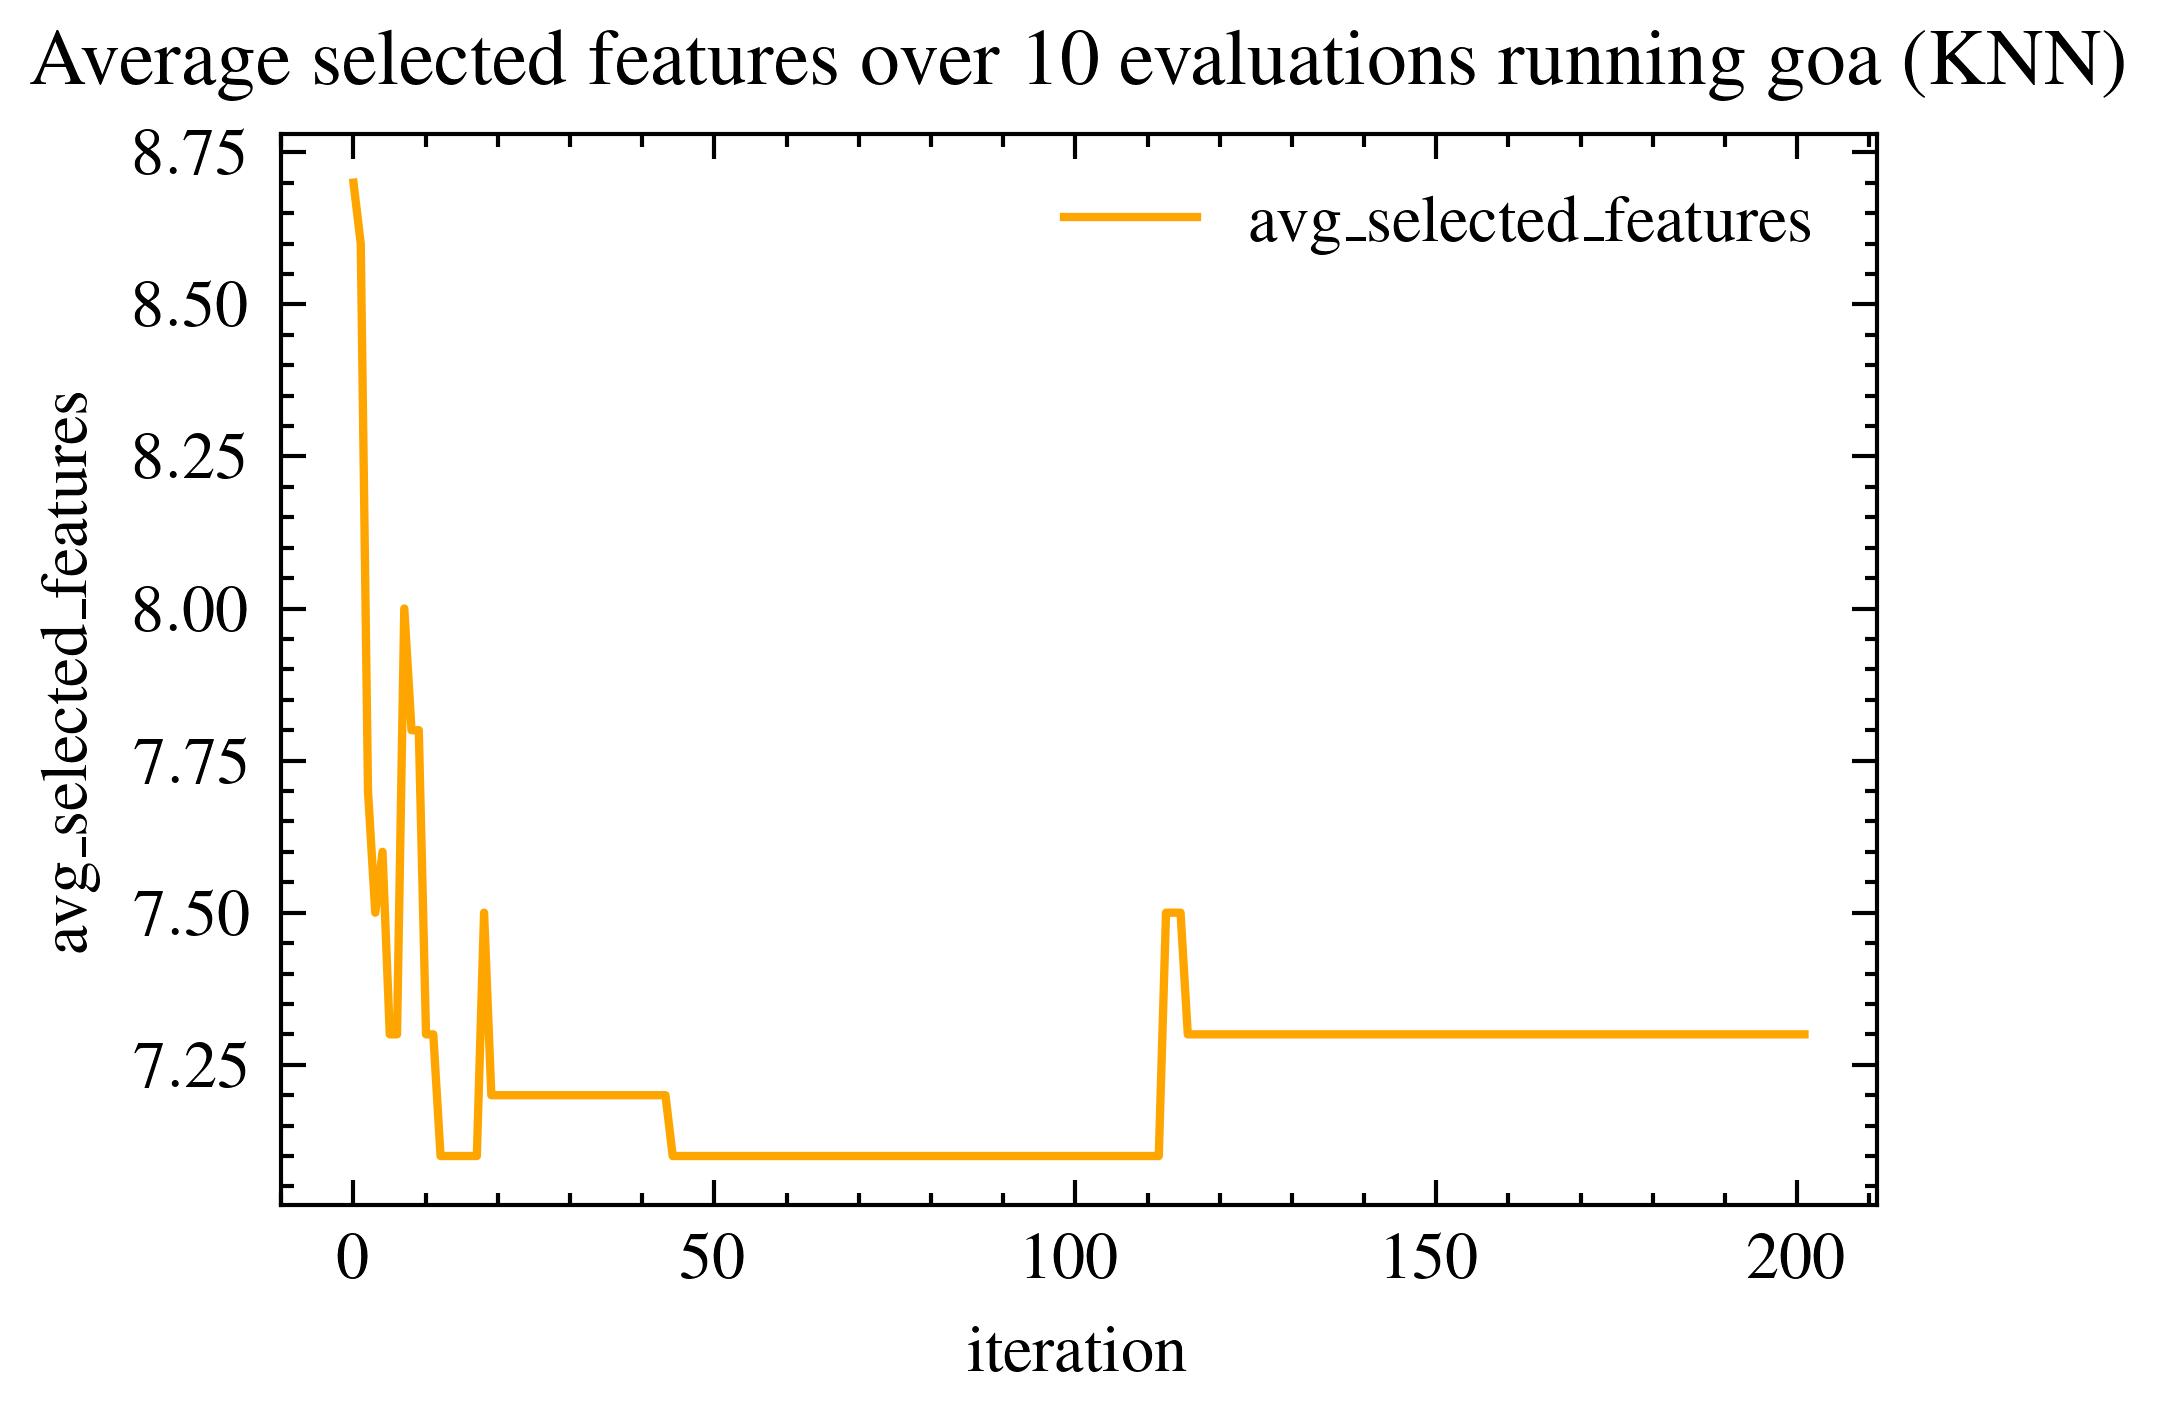 Average selected features over 10 evaluations running goa (KNN)
avg_selected_features
8.75
8.50
8.25
8.00
7.75
7.50
7.25
avg_selected_features
0 50 100 150 200
iteration